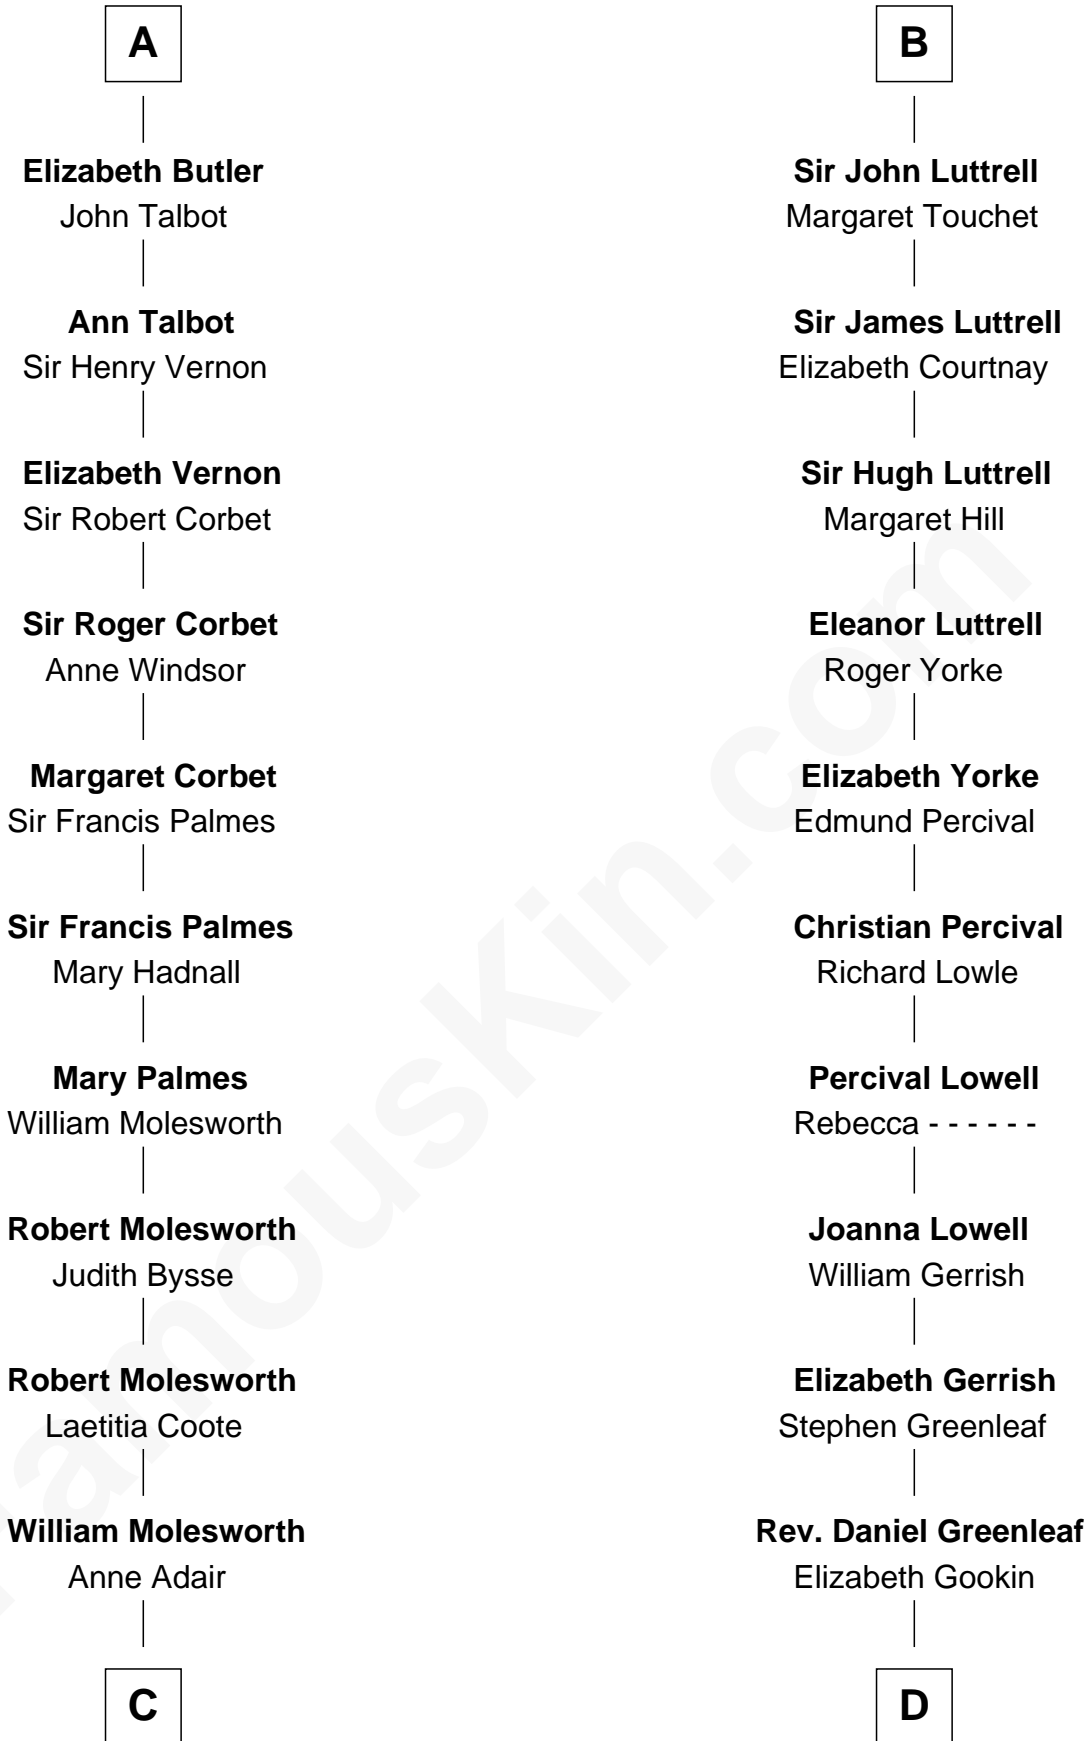 A
Elizabeth Butler
John Talbot
Ann Talbot
Sir Henry Vernon
Elizabeth Vernon
Sir Robert Corbet
Sir Roger Corbet
Anne Windsor
Margaret Corbet
Sir Francis Palmes
Sir Francis Palmes
Mary Hadnall
Mary Palmes
William Molesworth
Robert Molesworth
Judith Bysse
Robert Molesworth
Laetitia Coote
William Molesworth
Anne Adair
C
B
Sir John Luttrell
Margaret Touchet
Sir James Luttrell
Elizabeth Courtnay
Sir Hugh Luttrell
Margaret Hill
Eleanor Luttrell
Roger Yorke
Elizabeth Yorke
Edmund Percival
Christian Percival
Richard Lowle
Percival Lowell
Rebecca - - - - - -
Joanna Lowell
William Gerrish
Elizabeth Gerrish
Stephen Greenleaf
Rev. Daniel Greenleaf
Elizabeth Gookin
D
FamousKin.com